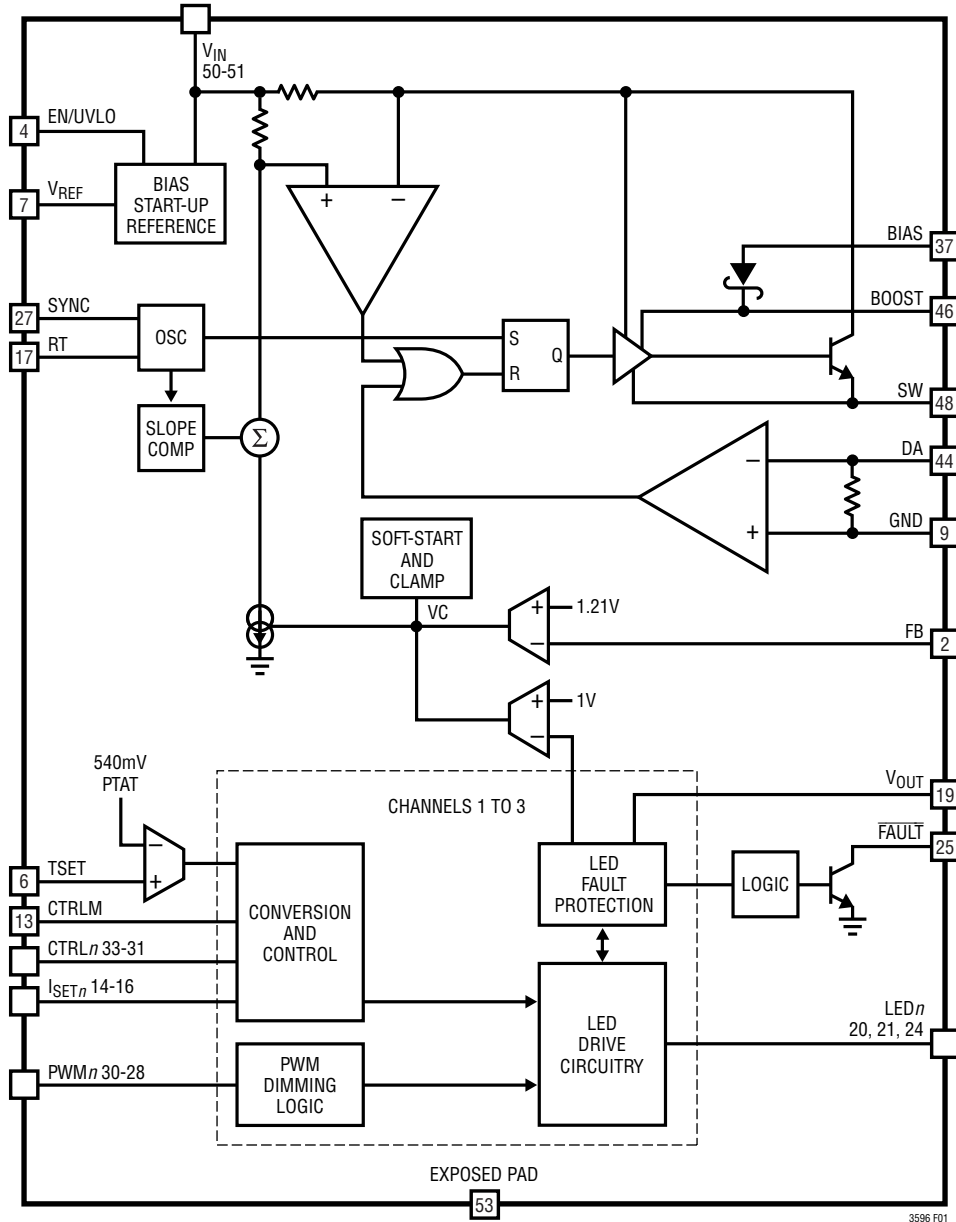 VIN
50-51
4
EN/UVLO
7
VREF
BIAS
START-UP
REFERENCE
+
–
BIAS
37
BOOST
46
27
SYNC
17
RT
OSC
S
R
Q
SW
48
SLOPE
COMP
Σ
–
+
DA
44
GND
9
SOFT-START
AND
CLAMP
VC
+
–
1.21V
FB
2
+
–
1V
540mV
PTAT
–
+
CHANNELS 1 TO 3
VOUT
19
FAULT
25
6
TSET
13
CTRLM
CTRLn 33-31
ISETn 14-16
CONVERSION
AND
CONTROL
LED
FAULT
PROTECTION
LOGIC
LED
DRIVE
CIRCUITRY
LEDn
20, 21, 24
PWMn 30-28
PWM
DIMMING
LOGIC
EXPOSED PAD
53
3596 F01